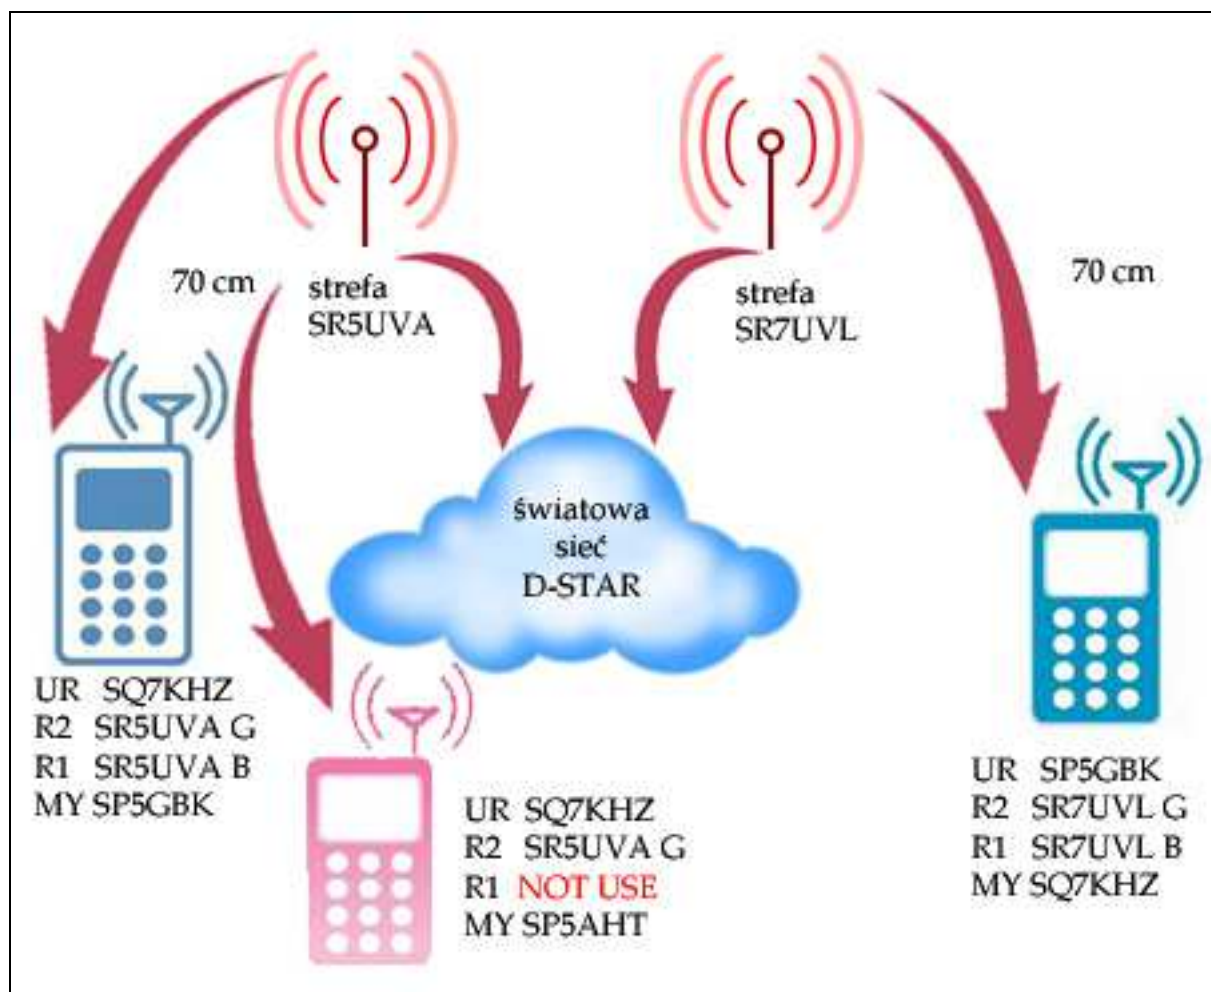 70 cm
strefa
SR5UVA
strefa
SR7UVL
70 cm
światowa
sieć
D-STAR
UR SQ7KHZ
R2 SR5UVA G
R1 SR5UVA B
MY SP5GBK
UR SQ7KHZ
R2 SR5UVA G
R1 NOT USE
MY SP5AHT
UR SP5GBK
R2 SR7UVL G
R1 SR7UVL B
MY SQ7KHZ